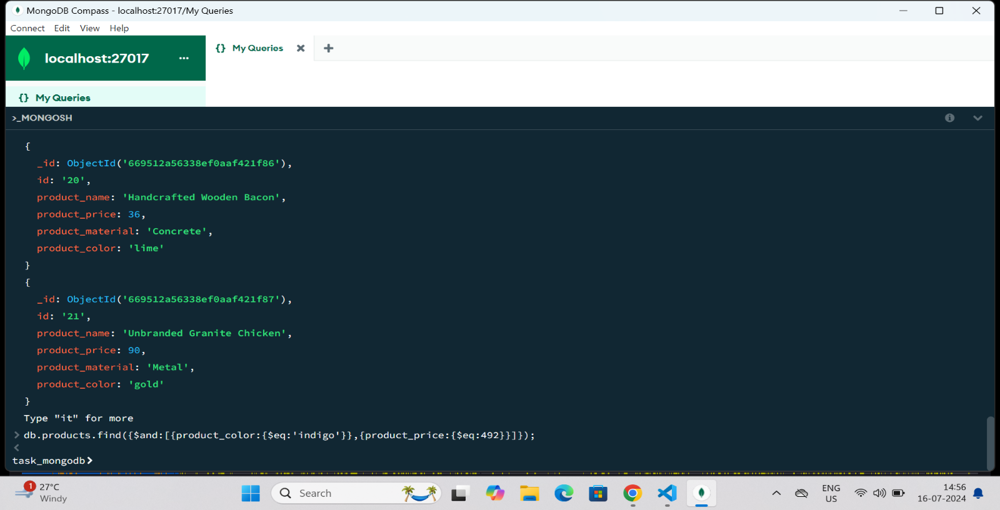 MongoDB Compass - localhost:27017/My Queries
Connect Edit View Help
localhost:27017 ...
{} My Queries
{} My Queries
>_MONGOSH
{
_id: ObjectId('669512a56338ef0aaf421f86'),
id: '20',
product_name: 'Handcrafted Wooden Bacon',
product_price: 36,
product_material: 'Concrete',
product_color: 'lime'
}
{
_id: ObjectId('669512a56338ef0aaf421f87'),
id: '21',
product_name: 'Unbranded Granite Chicken',
product_price: 90,
product_material: 'Metal',
product_color: 'gold'
}
Type "it" for more
> db.products.find({$and:[{product_color:{$eq:'indigo'}},{product_price:{$eq:492}}]});
<
task_mongodb>
1
27°C
Windy
Search
ENG
US
14:56
16-07-2024